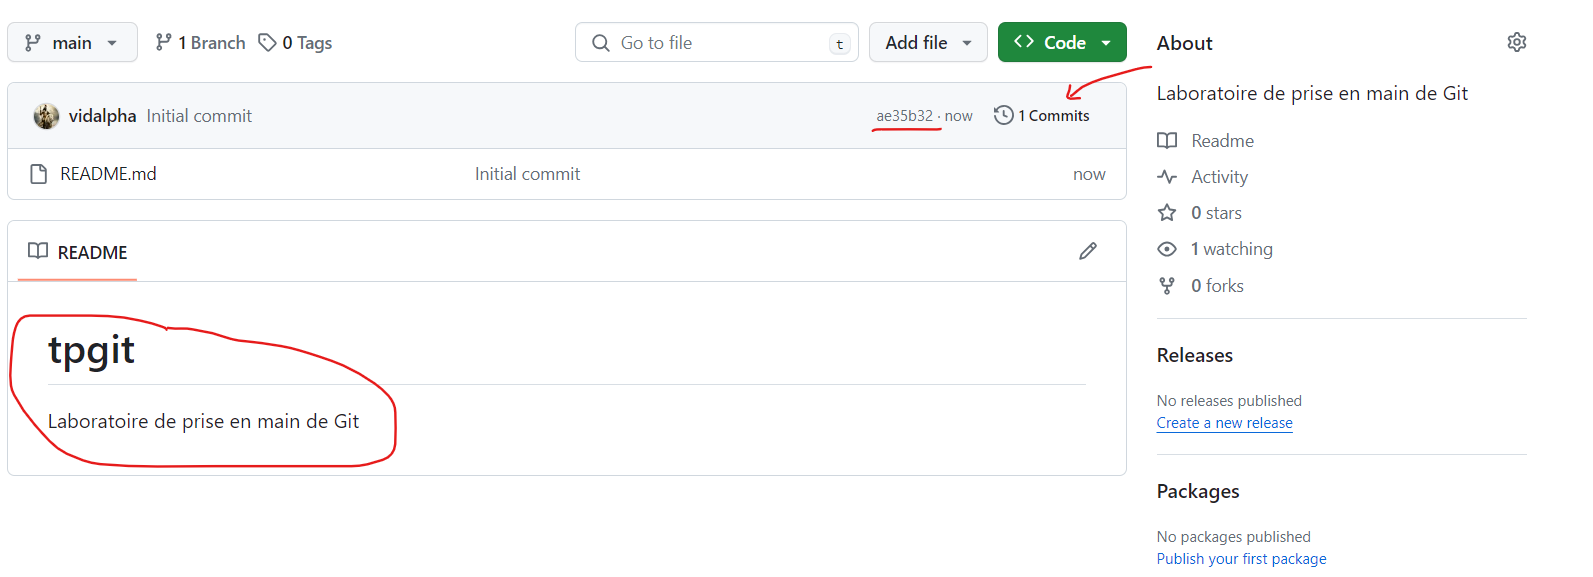 main
1 Branch
0 Tags
Go to file
t
Add file
Code
vidalpha Initial commit
ae35b32 · now
1 Commits
README.md
Initial commit
now
README
tpgit
Laboratoire de prise en main de Git
About
Laboratoire de prise en main de Git
Readme
Activity
0 stars
1 watching
0 forks
Releases
No releases published
Create a new release
Packages
No packages published
Publish your first package